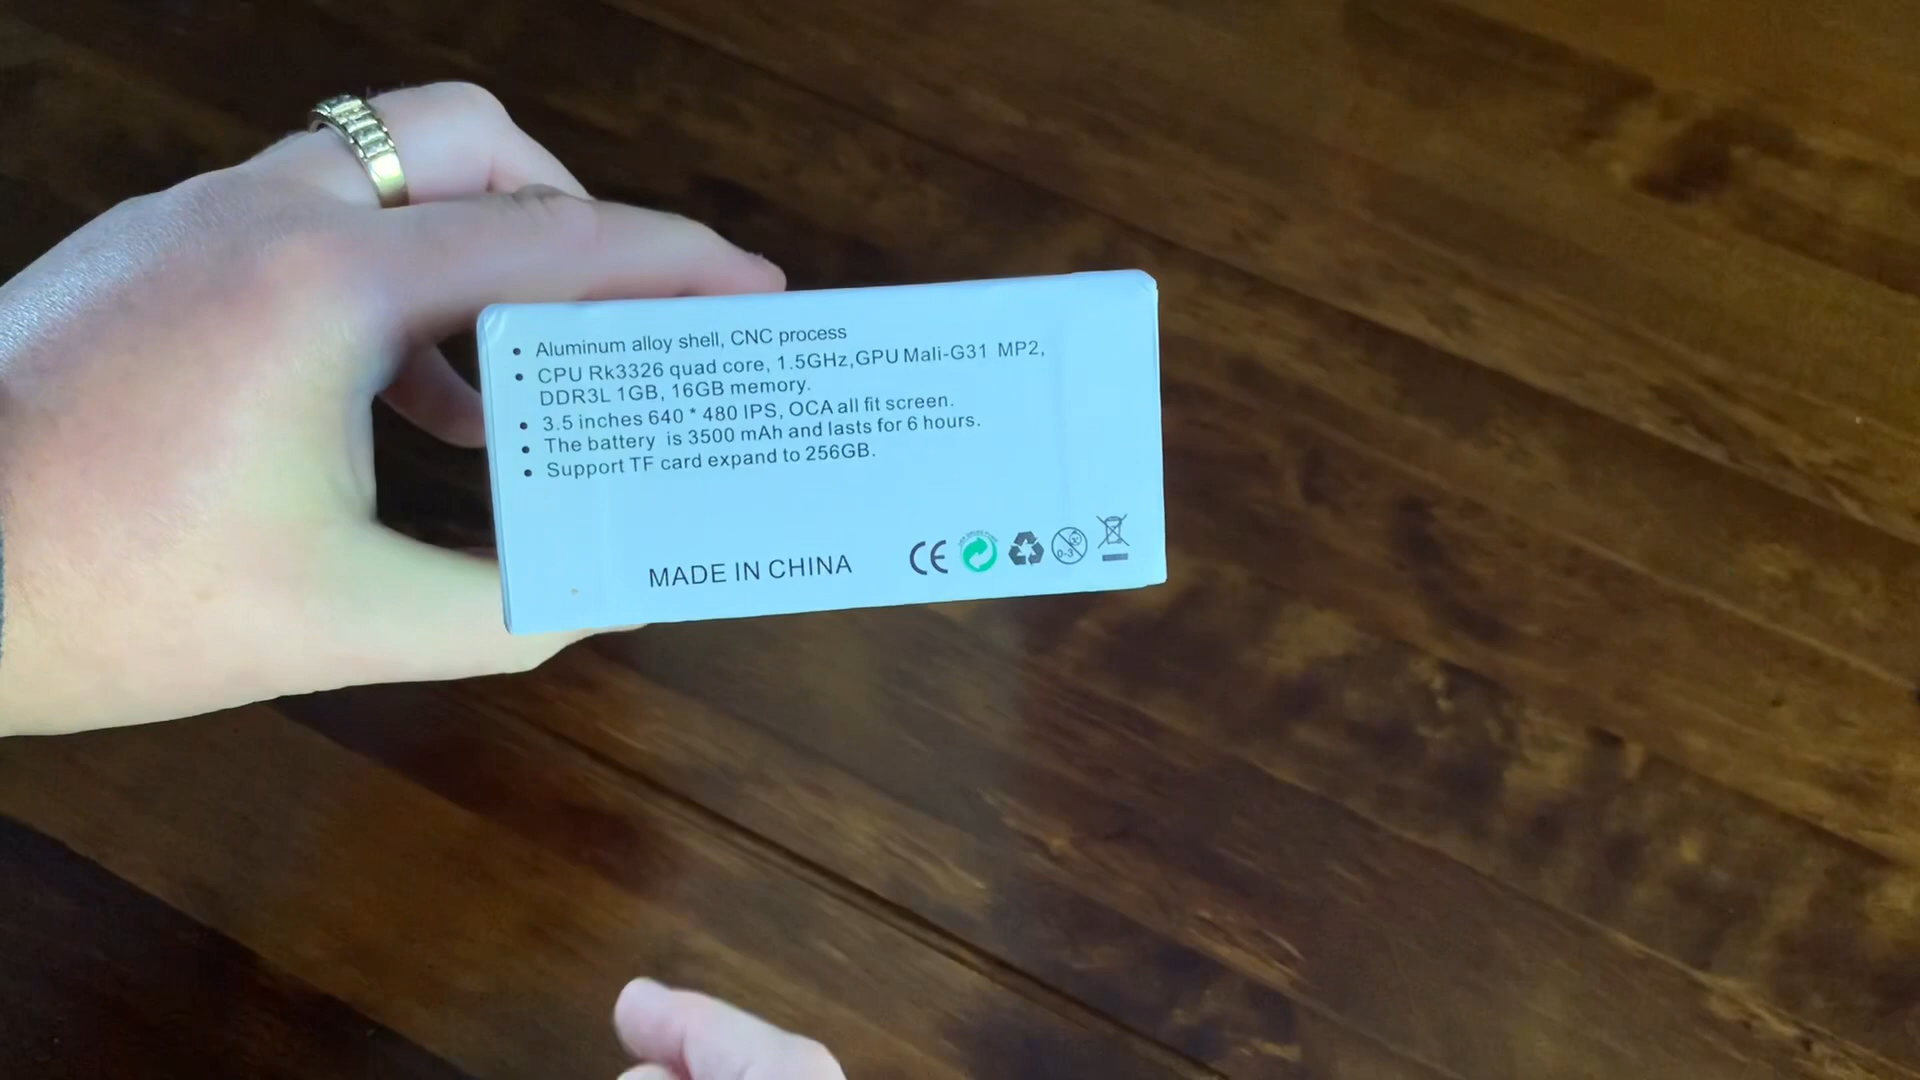 • Aluminum alloy shell, CNC process
• CPU Rk3326 quad core, 1.5GHz,GPU Mali-G31 MP2,
DDR3L 1GB, 16GB memory.
• 3.5 inches 640 * 480 IPS, OCA all fit screen.
• The battery is 3500 mAh and lasts for 6 hours.
• Support TF card expand to 256GB.
MADE IN CHINA
CE
0-3